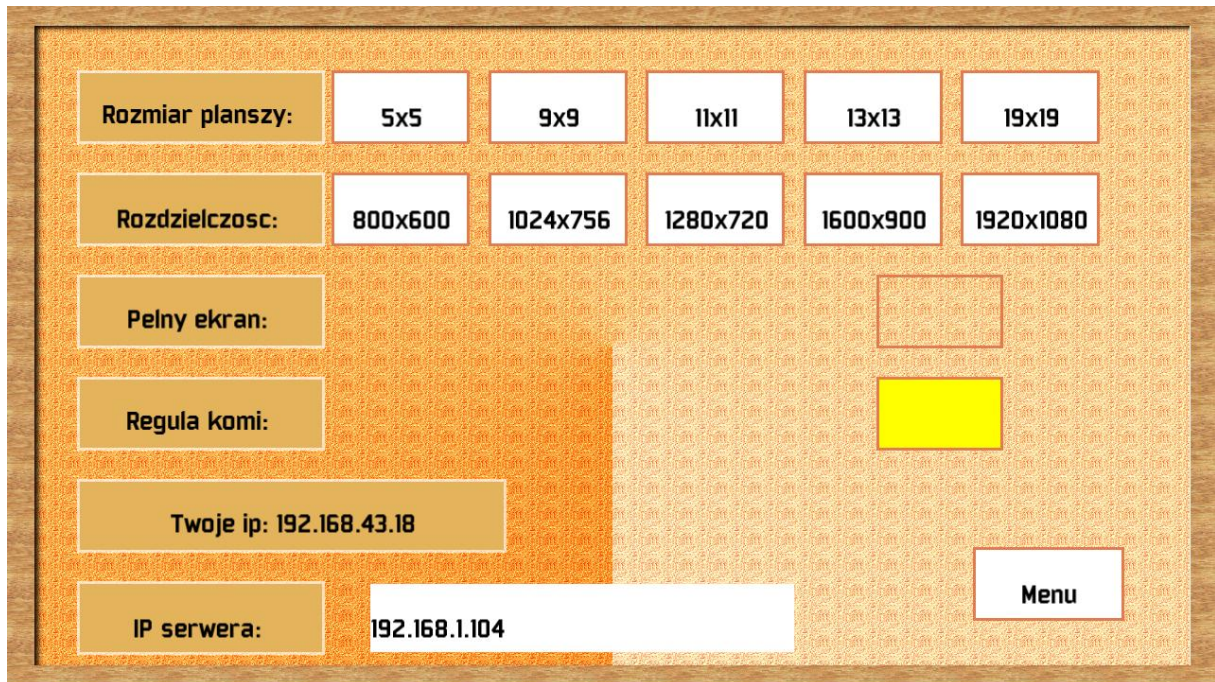 Rozmiar planszy: 5x5 9x9 11x11 13x13 19x19
Rozdzielczosc: 800x600 1024x756 1280x720 1600x900 1920x1080
Pelny ekran:
Regula komi:
Twoje ip: 192.168.43.18
Menu
IP serwera: 192.168.1.104